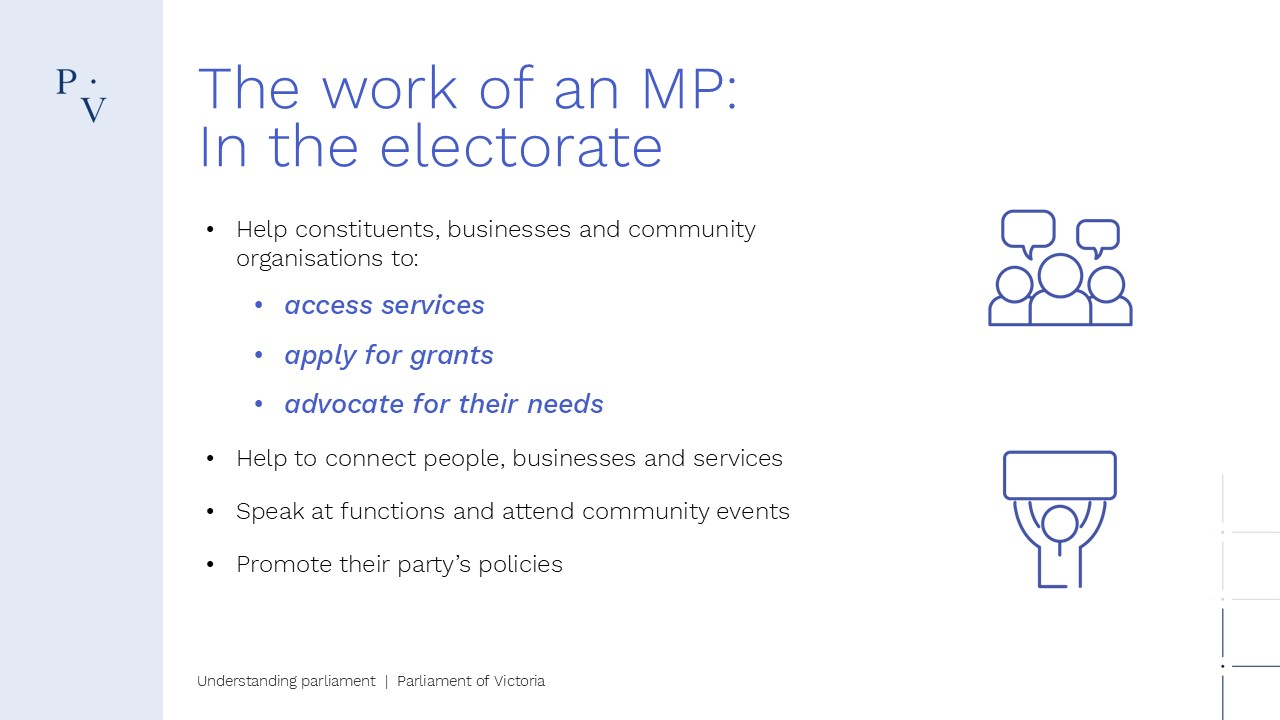 P .
V
The work of an MP:
In the electorate
• Help constituents, businesses and community
organisations to:
• access services
• apply for grants
• advocate for their needs
• Help to connect people, businesses and services
• Speak at functions and attend community events
• Promote their party’s policies
Understanding parliament | Parliament of Victoria